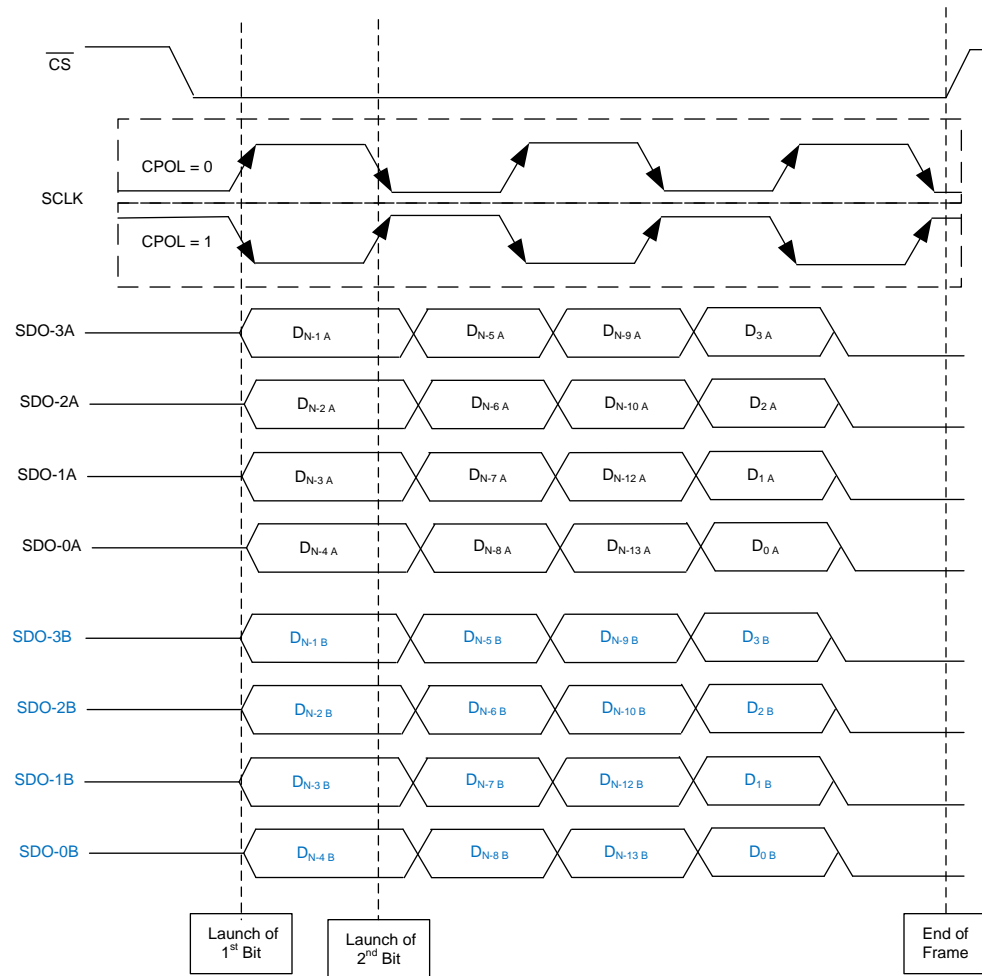 CS
SCLK
CPOL = 0
CPOL = 1
SDO-3A DN-1 A DN-5 A DN-9 A D3 A
SDO-2A DN-2 A DN-6 A DN-10 A D2 A
SDO-1A DN-3 A DN-7 A DN-12 A D1 A
SDO-0A DN-4 A DN-8 A DN-13 A D0 A
SDO-3B DN-1 B DN-5 B DN-9 B D3 B
SDO-2B DN-2 B DN-6 B DN-10 B D2 B
SDO-1B DN-3 B DN-7 B DN-12 B D1 B
SDO-0B DN-4 B DN-8 B DN-13 B D0 B
Launch of
1st Bit
Launch of
2nd Bit
End of
Frame